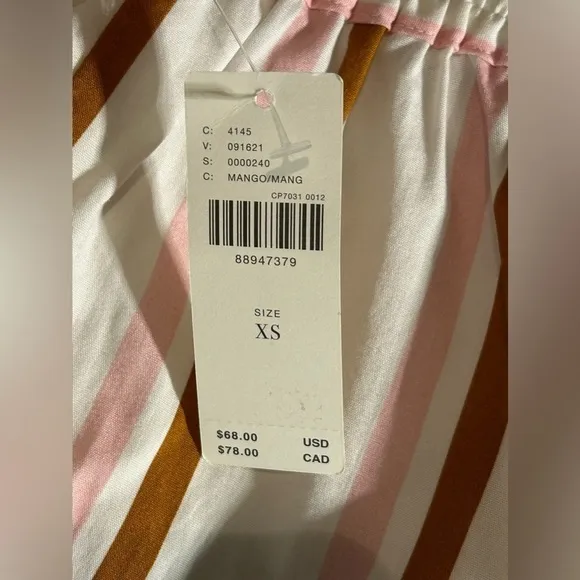 C: 4145
V: 091621
S: 0000240
C: MANGO/MANG
CP7031 0012
88947379
SIZE
XS
$68.00 USD
$78.00 CAD